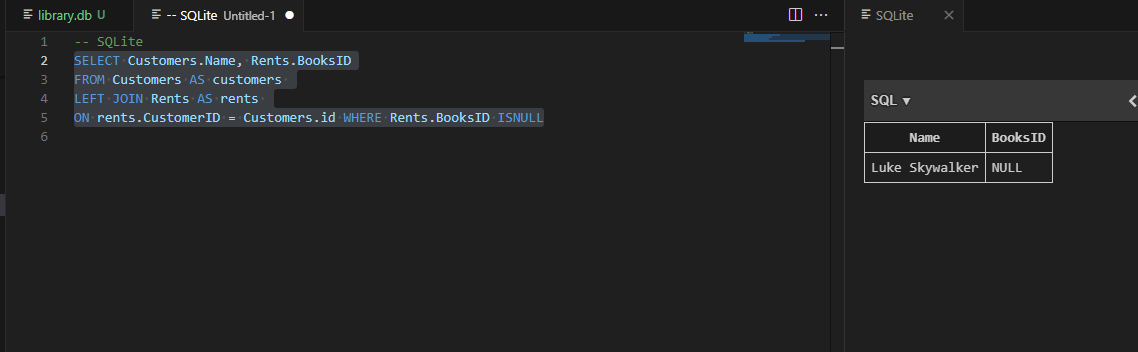 library.db U
-- SQLite Untitled-1
SQLite
1 -- SQLite
2 SELECT Customers.Name, Rents.BooksID
3 FROM Customers AS customers
4 LEFT JOIN Rents AS rents
5 ON rents.CustomerID = Customers.id WHERE Rents.BooksID ISNULL
6
SQL
Name BooksID
Luke Skywalker NULL